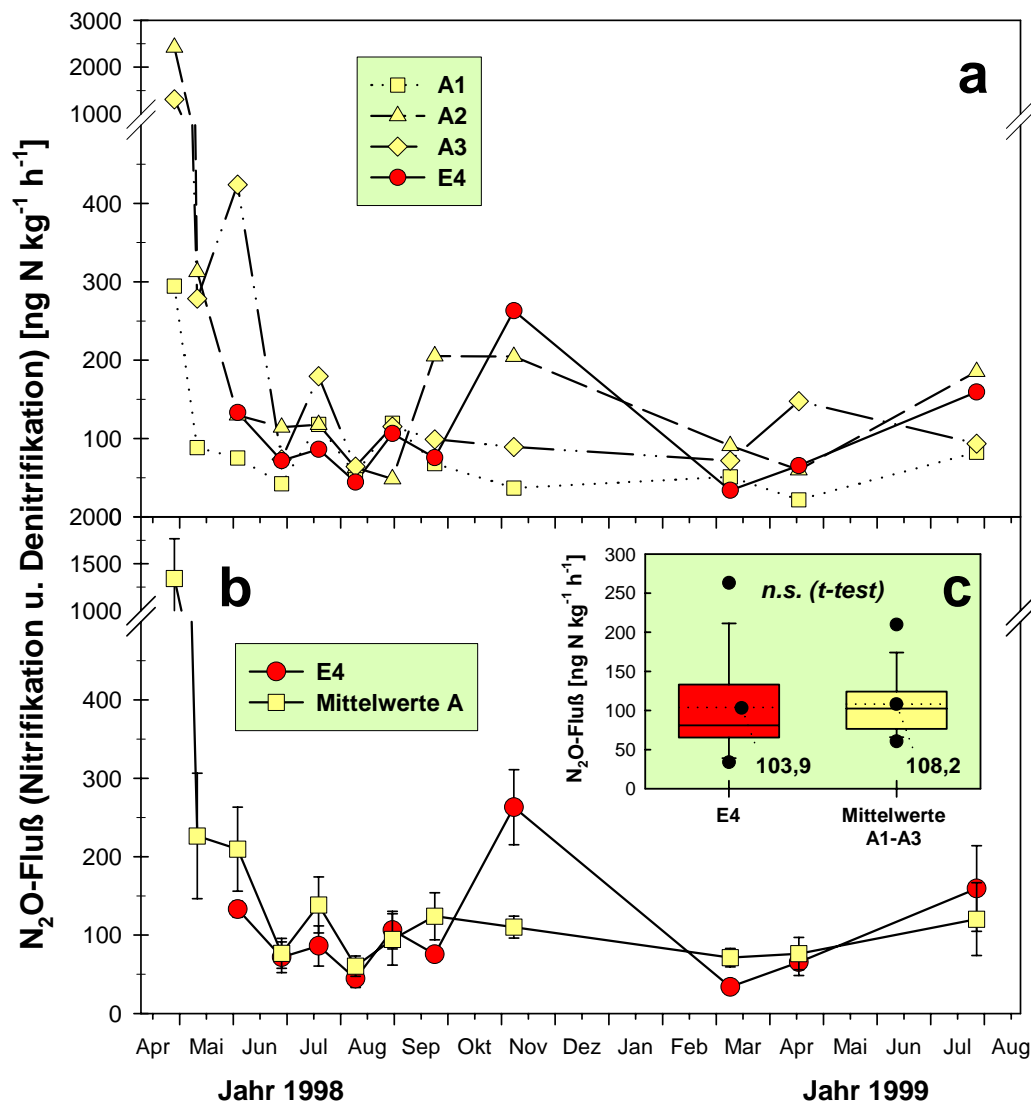 3000
2000
1000
400
300
200
100
2000
a
A1
A2
A3
E4
N2O-Fluß (Nitrifikation u. Denitrifikation) [ng N kg-1 h-1]
1500
1000
400
300
200
100
0
b
E4
Mittelwerte A
c
n.s. (t-test)
N2O-Fluß [ng N kg-1 h-1]
300
250
200
150
100
50
0
103,9
108,2
E4
Mittelwerte
A1-A3
Apr Mai Jun Jul Aug Sep Okt Nov Dez Jan Feb Mar Apr Jun Jul Aug
Jahr 1998
Jahr 1999